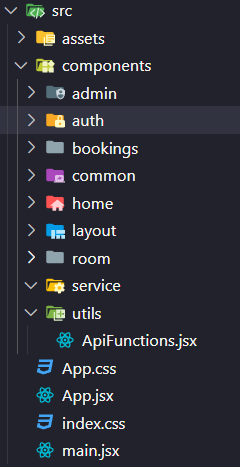 src
assets
components
admin
auth
bookings
common
home
layout
room
service
utils
ApiFunctions.jsx
App.css
App.jsx
index.css
main.jsx